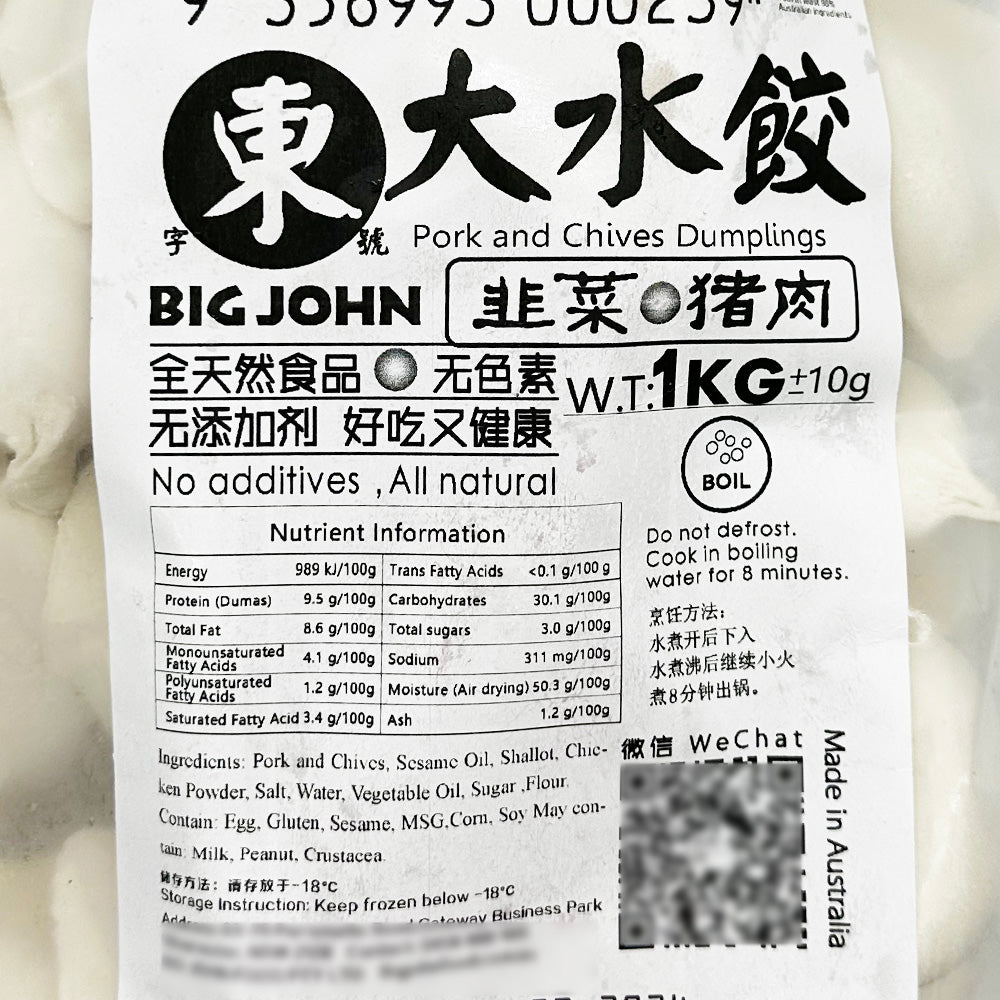 Australian ingredients
東 大水餃
字 號
Pork and Chives Dumplings
BIG JOHN
韭菜 猪肉
全天然食品 无色素
无添加剂 好吃又健康
No additives ,All natural
W.T:1KG±10g
BOIL
Do not defrost.
Cook in boiling
water for 8 minutes.
烹饪方法:
水煮开后下入
水煮沸后继续小火
煮8分钟出锅。
Nutrient Information
Energy 989 kJ/100g Trans Fatty Acids <0.1 g/100 g
Protein (Dumas) 9.5 g/100g Carbohydrates 30.1 g/100g
Total Fat 8.6 g/100g Total sugars 3.0 g/100g
Monounsaturated
Fatty Acids 4.1 g/100g Sodium 311 mg/100g
Polyunsaturated
Fatty Acids 1.2 g/100g Moisture (Air drying) 50.3 g/100g
Saturated Fatty Acid 3.4 g/100g Ash 1.2 g/100g
Ingredients: Pork and Chives, Sesame Oil, Shallot, Chic-
ken Powder, Salt, Water, Vegetable Oil, Sugar ,Flour.
Contain: Egg, Gluten, Sesame, MSG,Corn, Soy May con-
tain: Milk, Peanut, Crustacea.
储存方法：请存放于-18℃
Storage Instruction: Keep frozen below -18℃
Gateway Business Park
微信 WeChat
Made in Australia